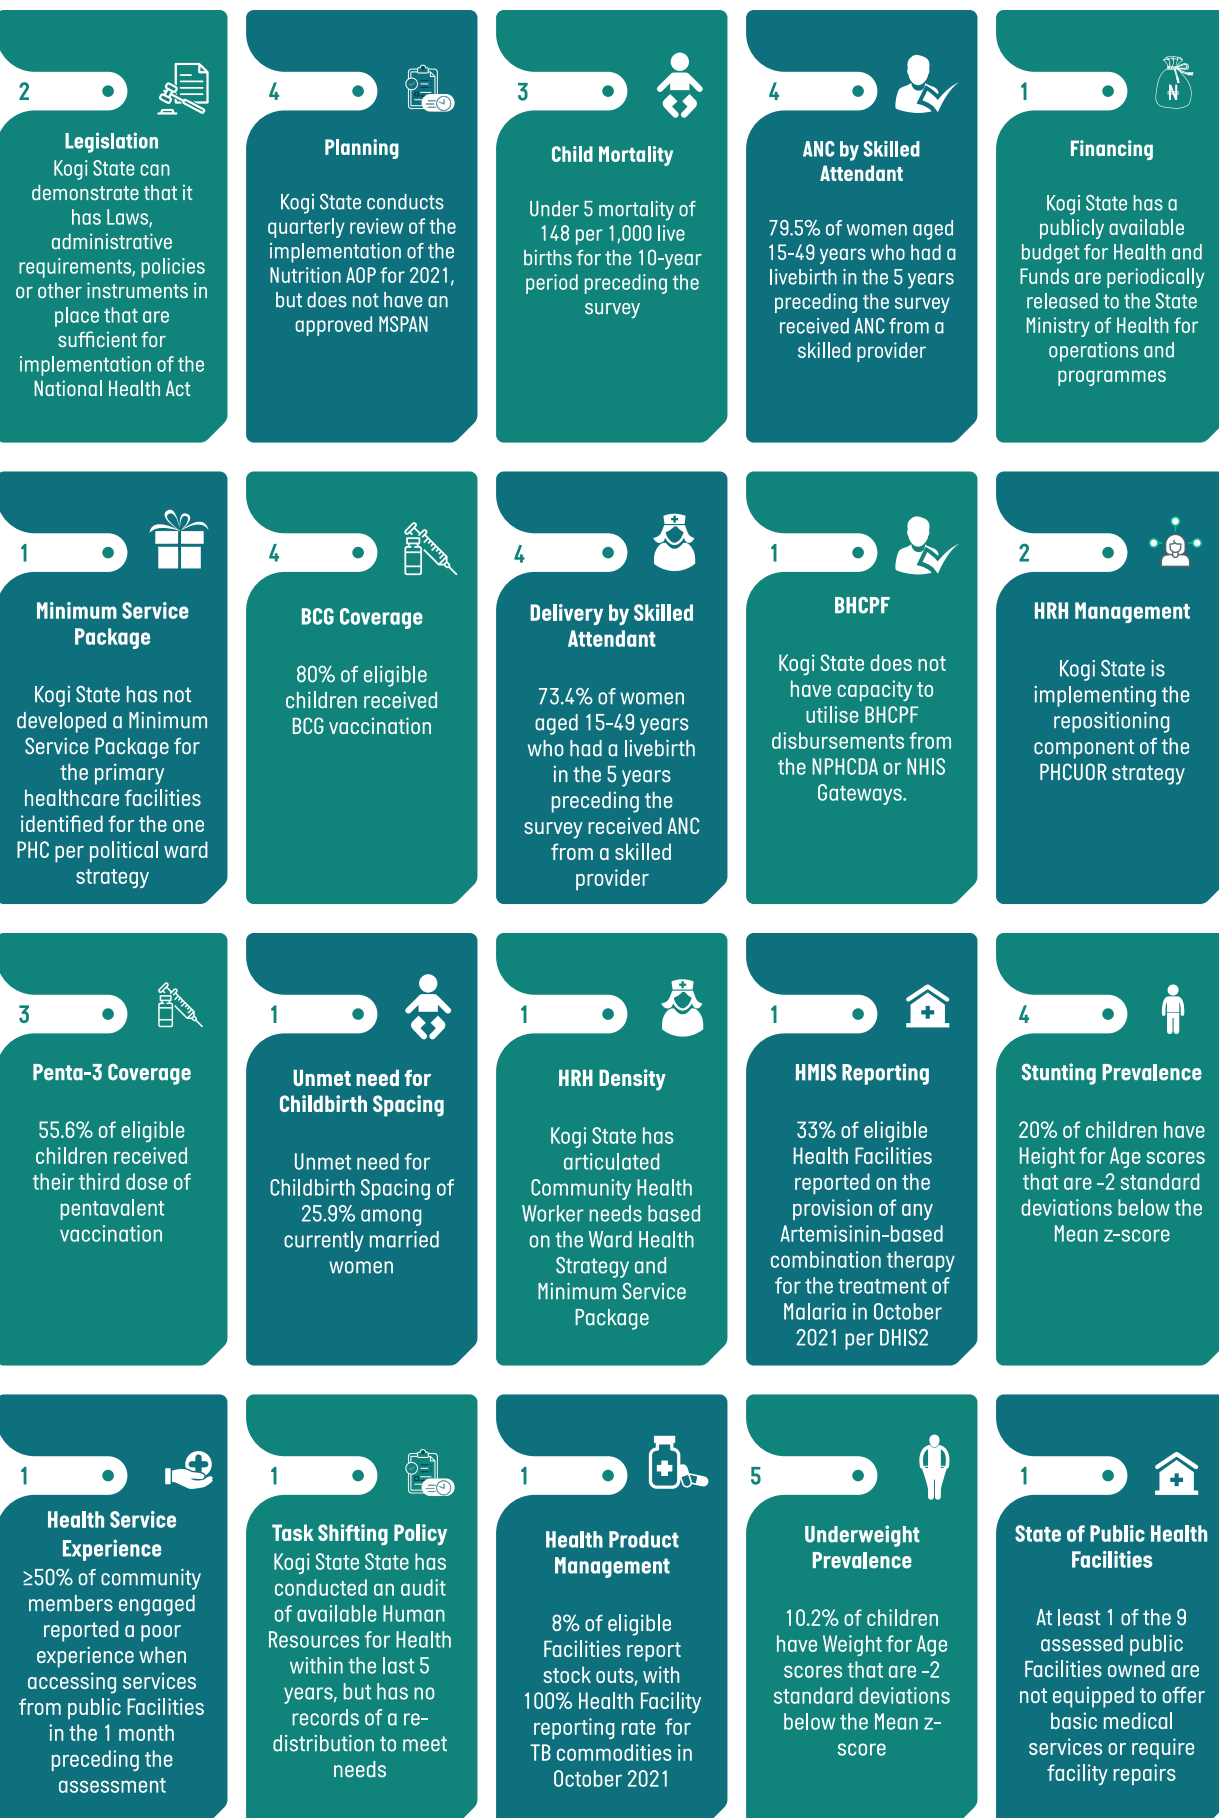 2
Legislation
Kogi State can
demonstrate that it
has Laws,
administrative
requirements, policies
or other instruments in
place that are
sufficient for
implementation of the
National Health Act
4
Planning
Kogi State conducts
quarterly review of the
implementation of the
Nutrition AOP for 2021,
but does not have an
approved MSPAN
3
Child Mortality
Under 5 mortality of
148 per 1,000 live
births for the 10-year
period preceding the
survey
4
ANC by Skilled
Attendant
79.5% of women aged
15-49 years who had a
livebirth in the 5 years
preceding the survey
received ANC from a
skilled provider
1
₦
Financing
Kogi State has a
publicly available
budget for Health and
Funds are periodically
released to the State
Ministry of Health for
operations and
programmes
1
Minimum Service
Package
Kogi State has not
developed a Minimum
Service Package for
the primary
healthcare facilities
identified for the one
PHC per political ward
strategy
4
BCG Coverage
80% of eligible
children received
BCG vaccination
4
Delivery by Skilled
Attendant
73.4% of women
aged 15-49 years
who had a livebirth
in the 5 years
preceding the
survey received ANC
from a skilled
provider
1
BHCPF
Kogi State does not
have capacity to
utilise BHCPF
disbursements from
the NPHCDA or NHIS
Gateways.
2
HRH Management
Kogi State is
implementing the
repositioning
component of the
PHCUOR strategy
3
Penta-3 Coverage
55.6% of eligible
children received
their third dose of
pentavalent
vaccination
1
Unmet need for
Childbirth Spacing
Unmet need for
Childbirth Spacing of
25.9% among
currently married
women
1
HRH Density
Kogi State has
articulated
Community Health
Worker needs based
on the Ward Health
Strategy and
Minimum Service
Package
1
HMIS Reporting
33% of eligible
Health Facilities
reported on the
provision of any
Artemisinin-based
combination therapy
for the treatment of
Malaria in October
2021 per DHIS2
4
Stunting Prevalence
20% of children have
Height for Age scores
that are -2 standard
deviations below the
Mean z-score
1
Health Service
Experience
≥50% of community
members engaged
reported a poor
experience when
accessing services
from public Facilities
in the 1 month
preceding the
assessment
1
Task Shifting Policy
Kogi State State has
conducted an audit
of available Human
Resources for Health
within the last 5
years, but has no
records of a re-
distribution to meet
needs
1
Health Product
Management
8% of eligible
Facilities report
stock outs, with
100% Health Facility
reporting rate for
TB commodities in
October 2021
5
Underweight
Prevalence
10.2% of children
have Weight for Age
scores that are -2
standard deviations
below the Mean z-
score
1
State of Public Health
Facilities
At least 1 of the 9
assessed public
Facilities owned are
not equipped to offer
basic medical
services or require
facility repairs